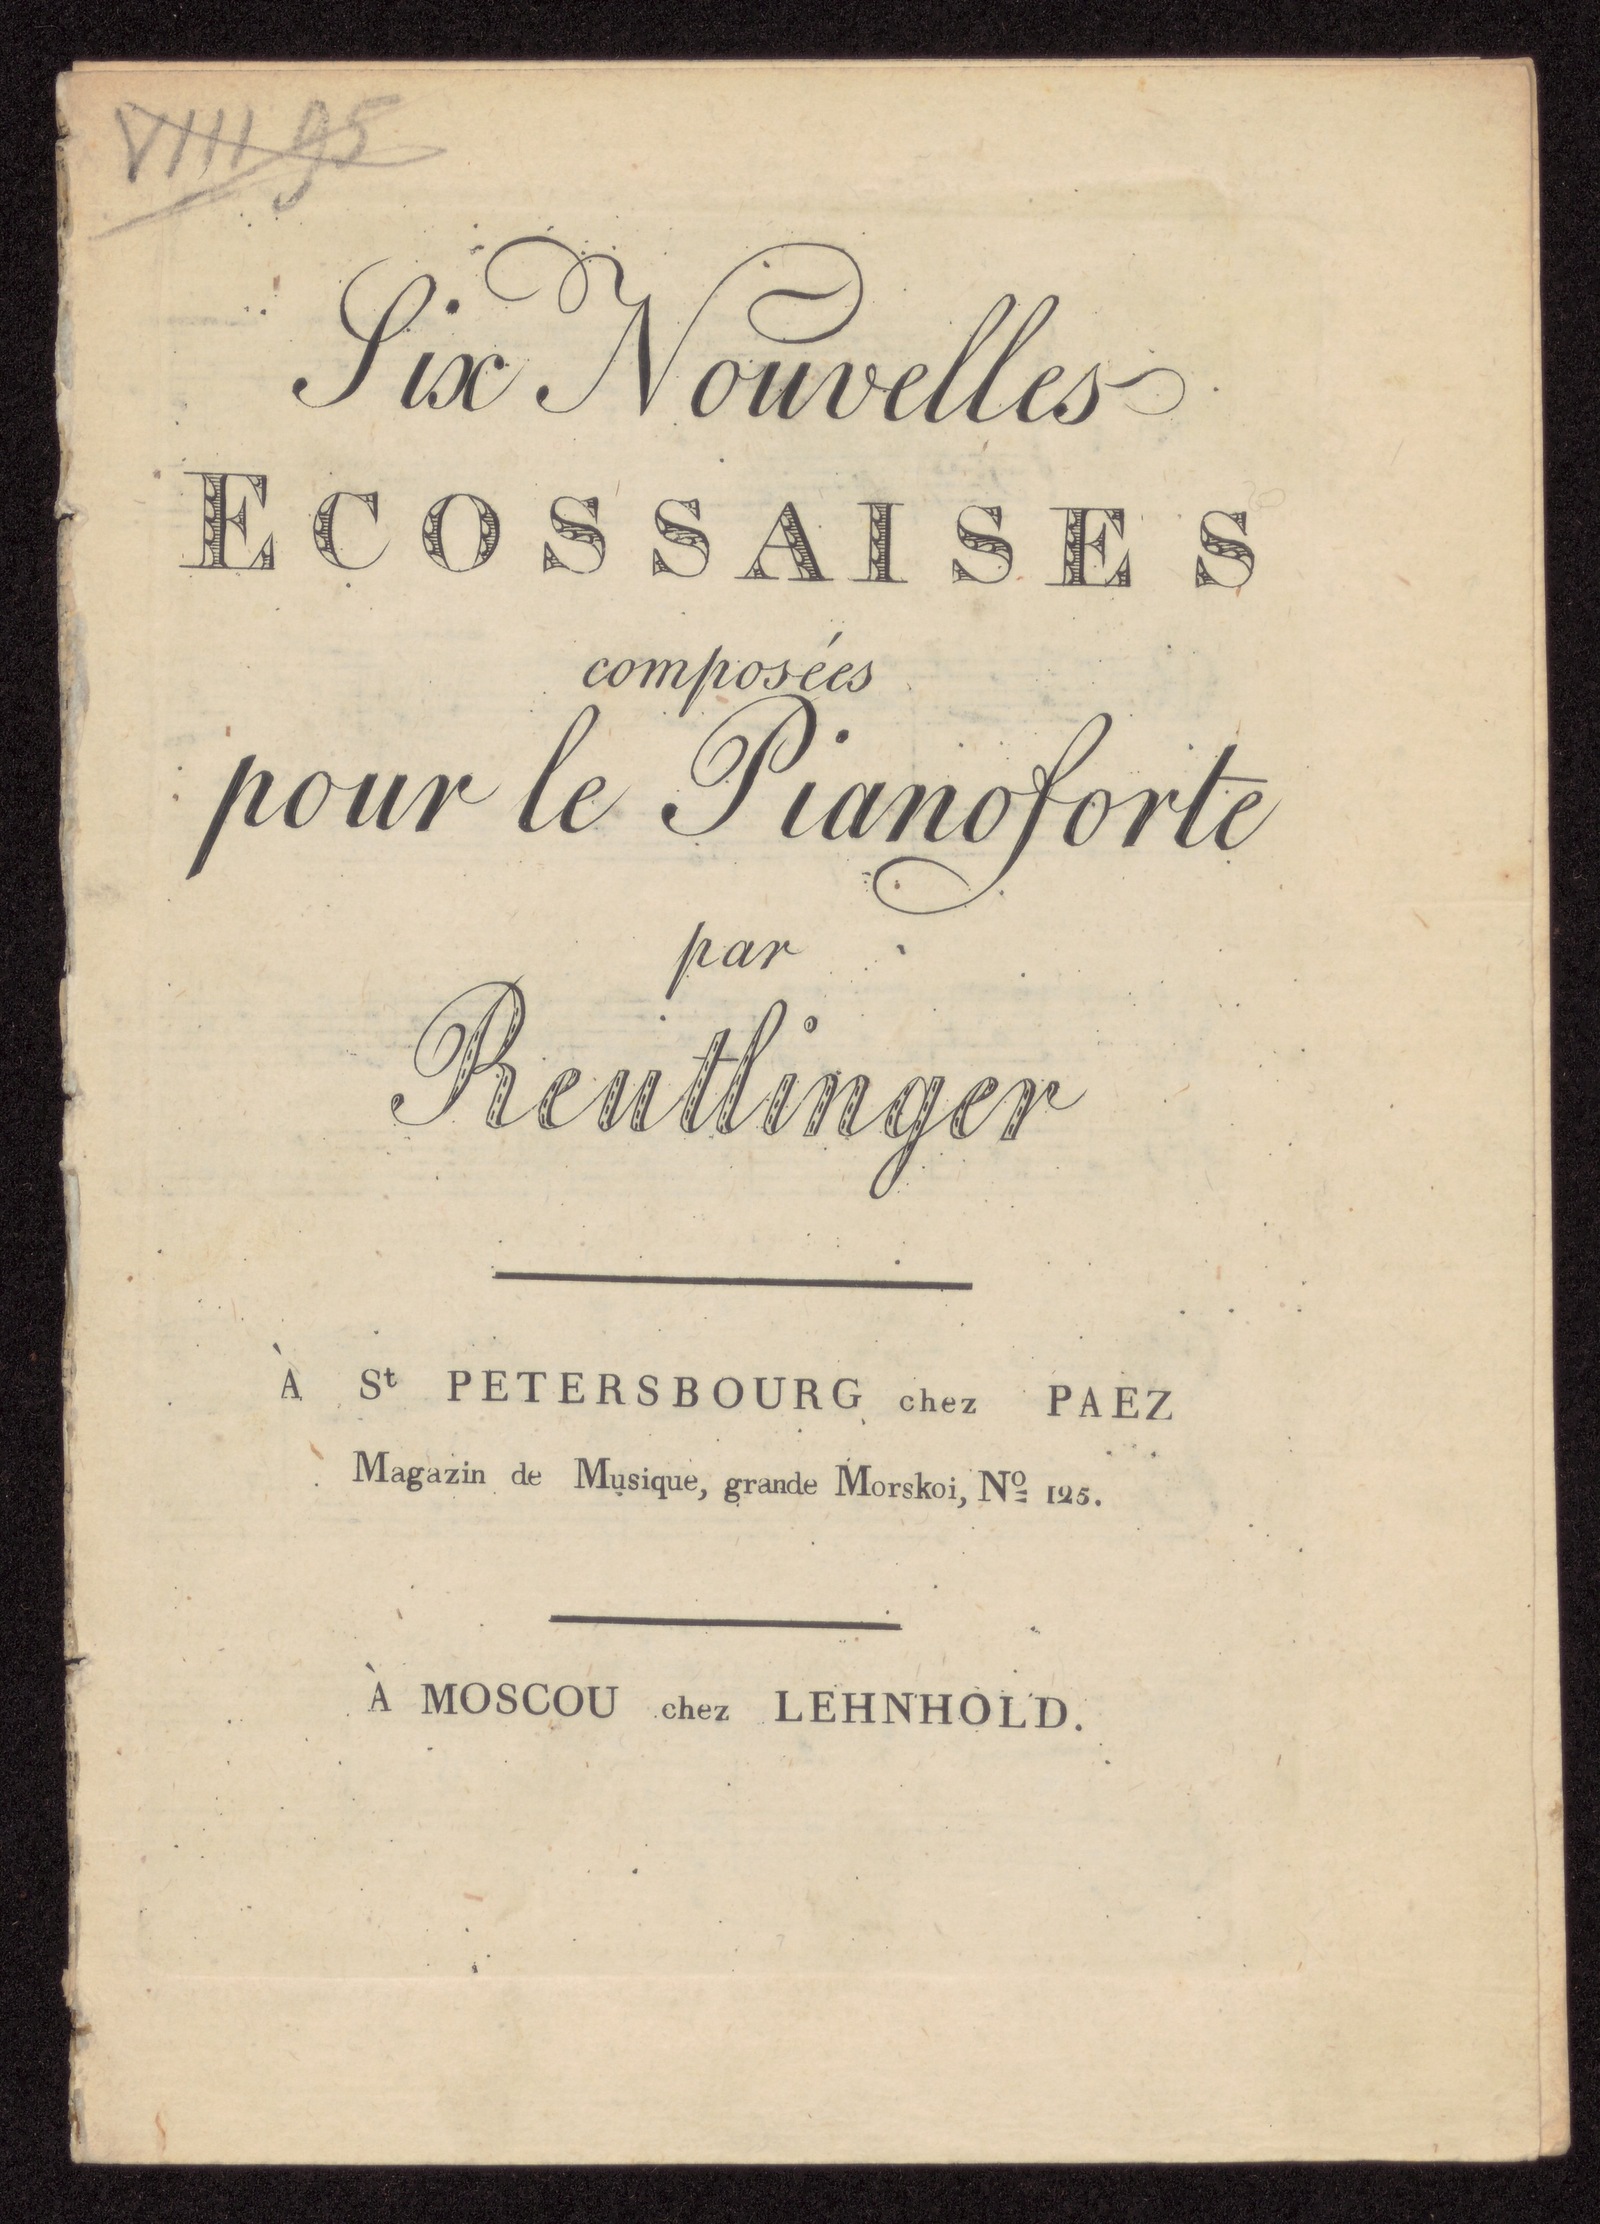 VIII 95
Six Nouvelles
ECOSSAISES
composées
pour le Pianoforte
par
Reutlinger
À St PETERSBOURG chez PAEZ
Magazin de Musique, grande Morskoi, No 125.
À MOSCOU chez LEHNHOLD.